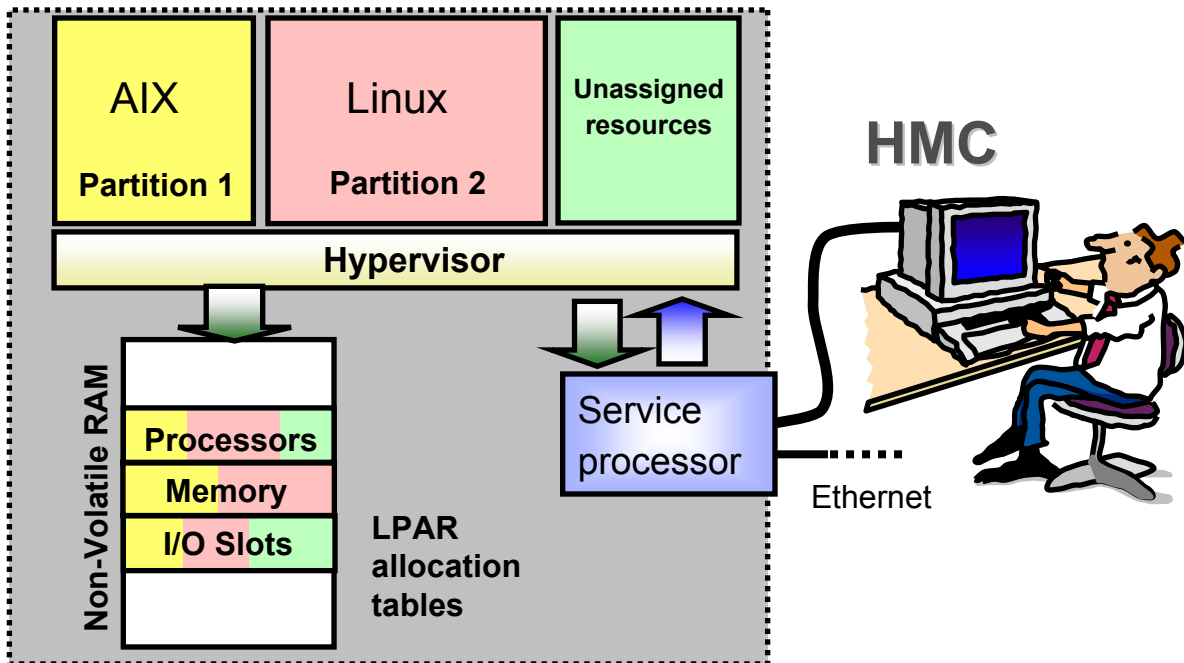 AIX
Partition 1
Linux
Partition 2
Unassigned
resources
HMC
Hypervisor
Non-Volatile RAM
Processors
Memory
I/O Slots
LPAR
allocation
tables
Service
processor
Ethernet